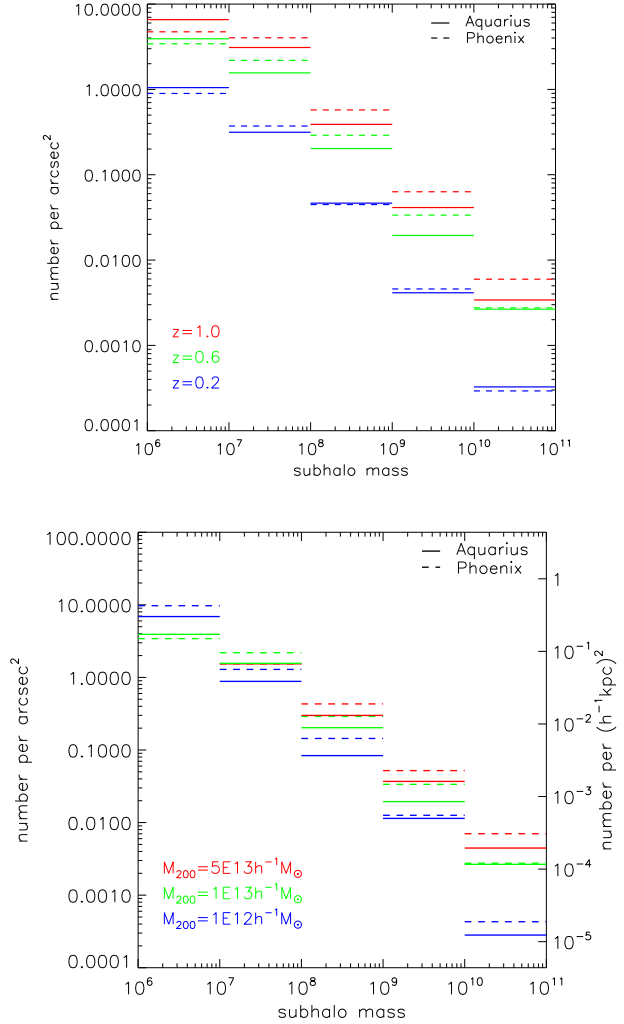 10.0000
1.0000
0.1000
0.0100
0.0010
0.0001
number per arcsec²
Aquarius
Phoenix
z=1.0
z=0.6
z=0.2
10⁶ 10⁷ 10⁸ 10⁹ 10¹⁰ 10¹¹
subhalo mass
100.0000
10.0000
1.0000
0.1000
0.0100
0.0010
0.0001
number per arcsec²
Aquarius
Phoenix
M₂₀₀=5E13h⁻¹M☉
M₂₀₀=1E13h⁻¹M☉
M₂₀₀=1E12h⁻¹M☉
1
10⁻¹
10⁻²
10⁻³
10⁻⁴
10⁻⁵
number per (h⁻¹kpc)²
10⁶ 10⁷ 10⁸ 10⁹ 10¹⁰ 10¹¹
subhalo mass